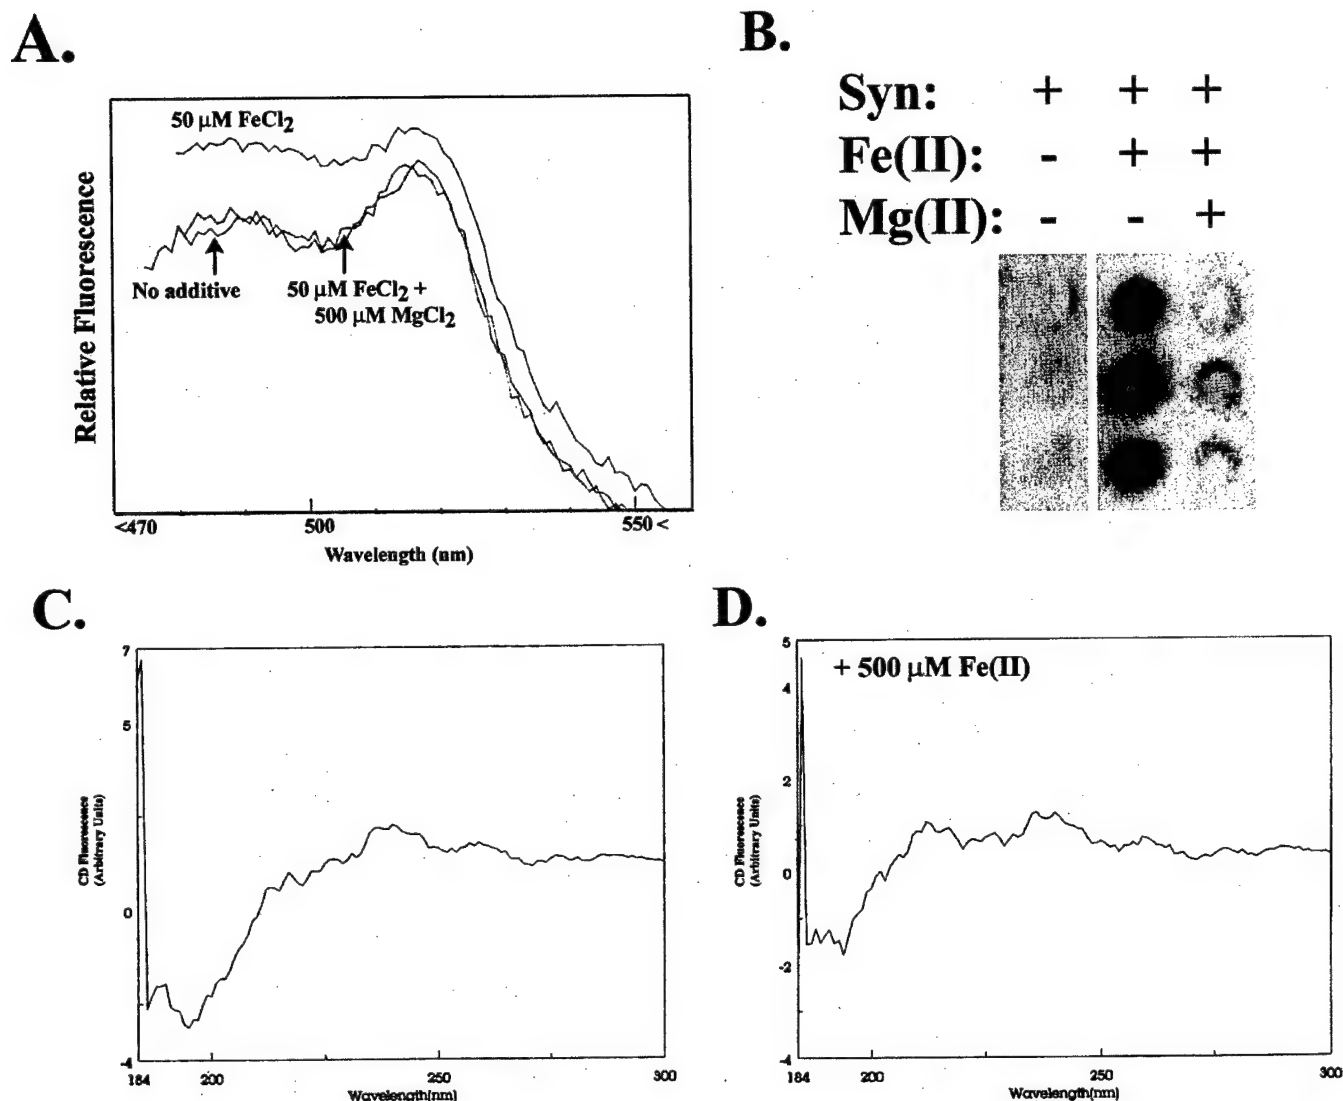 A.
50 μM FeCl2
No additive
50 μM FeCl2 +
500 μM MgCl2
Relative Fluorescence
<470
500
550 <
Wavelength (nm)
B.
Syn: + + +
Fe(II): - + +
Mg(II): - - +
C.
7
5
0
-4
CD Fluorescence
(Arbitrary Units)
184
200
250
300
Wavelength(nm)
D.
+ 500 μM Fe(II)
5
4
2
0
-2
-4
CD Fluorescence
(Arbitrary Units)
184
200
250
300
Wavelength(nm)